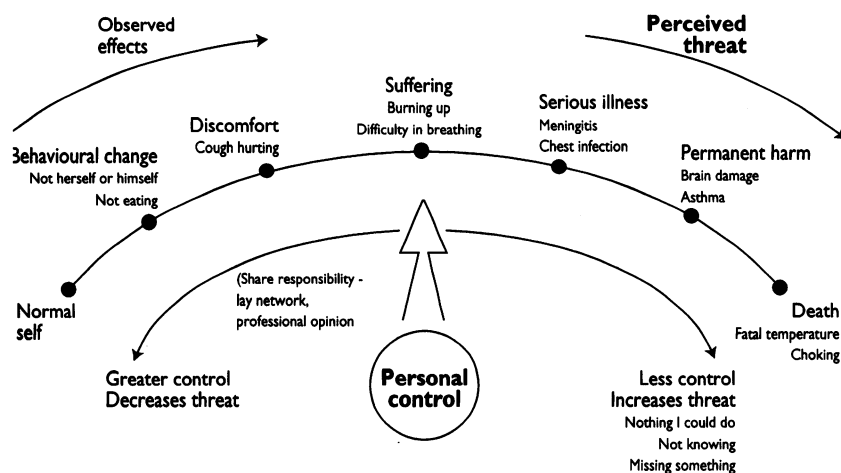 Observed
effects
Perceived
threat
Suffering
Burning up
Difficulty in breathing
Serious illness
Meningitis
Chest infection
Discomfort
Cough hurting
Behavioural change
Not herself or himself
Not eating
Permanent harm
Brain damage
Asthma
Normal
self
(Share responsibility -
lay network,
professional opinion
Death
Fatal temperature
Choking
Greater control
Decreases threat
Personal
control
Less control
Increases threat
Nothing I could do
Not knowing
Missing something